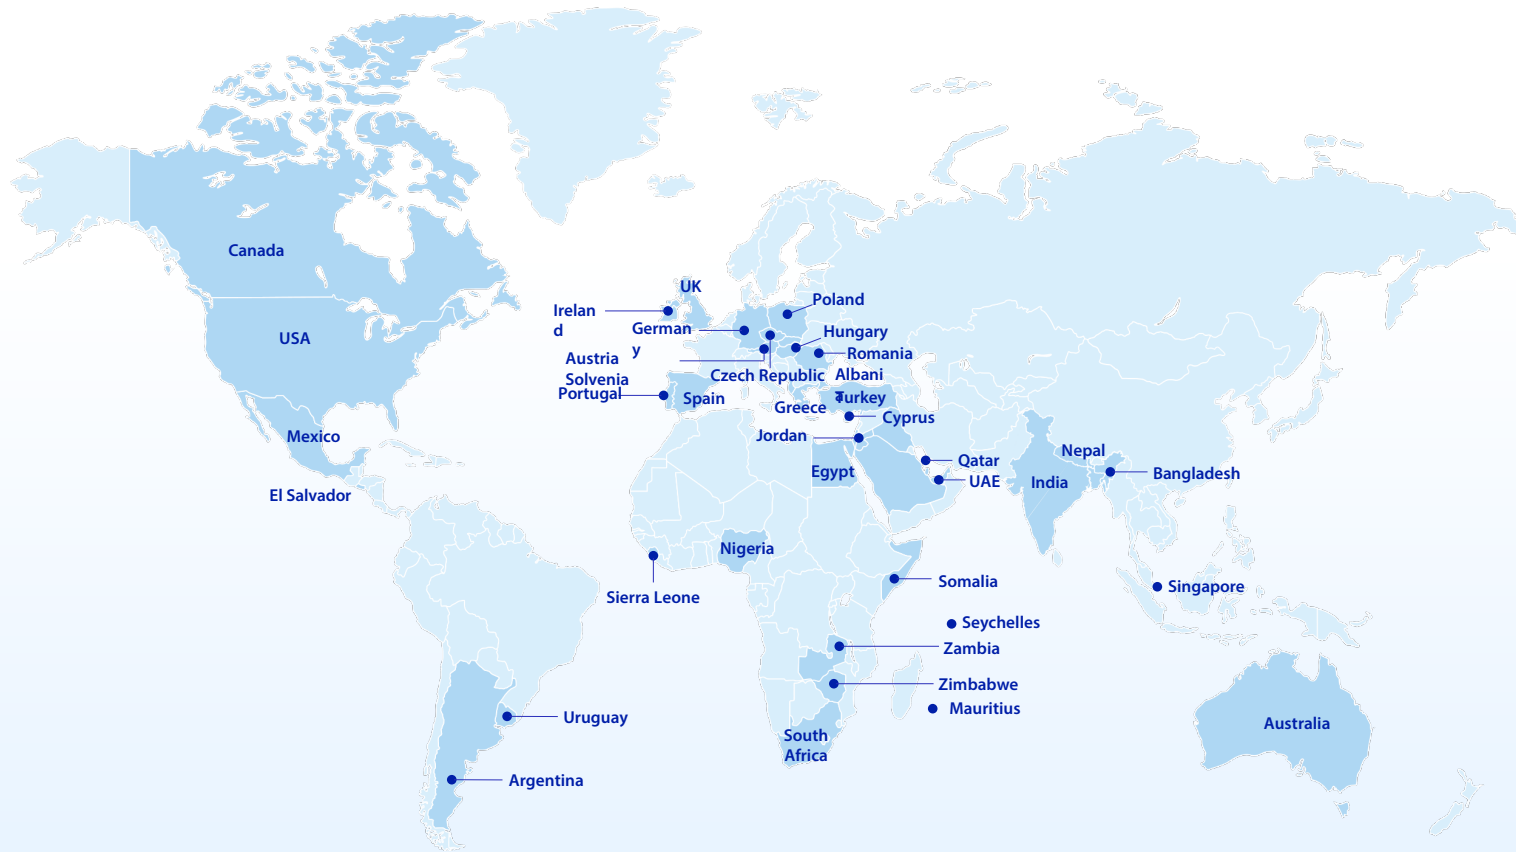 Canada
UK
Poland
Irelan
d
German
y
Hungary
USA
Romania
Austria
Solvenia
Czech Republic
Albani
a
Portugal
Spain
Turkey
Greece
Cyprus
Mexico
Jordan
Nepal
Qatar
Egypt
UAE
India
Bangladesh
El Salvador
Nigeria
Somalia
Singapore
Sierra Leone
Seychelles
Zambia
Zimbabwe
Mauritius
Uruguay
South
Africa
Australia
Argentina